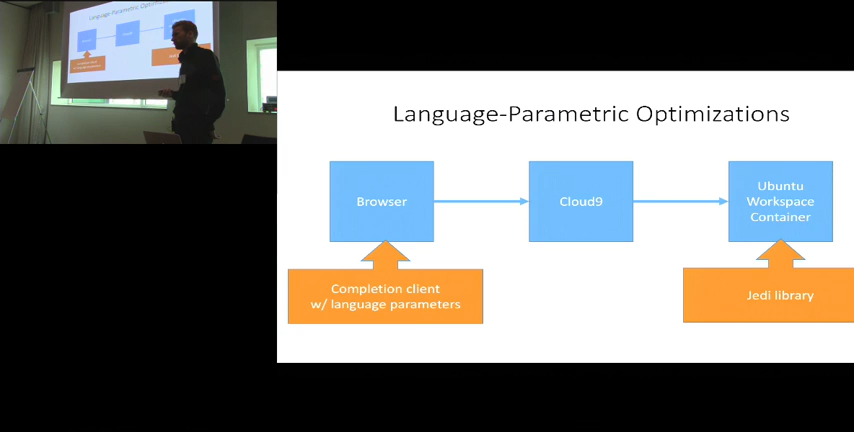 Language-Parametric Optimizations
Browser
Cloud9
Ubuntu
Workspace
Container
Completion client
w/ language parameters
Jedi library